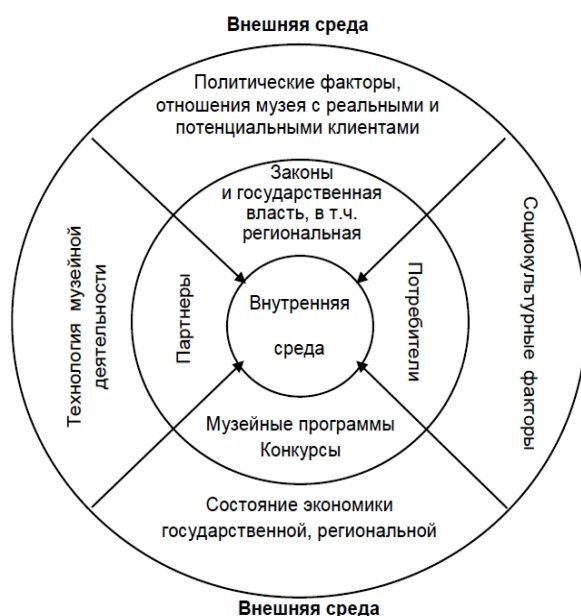 Внешняя среда
Политические факторы,
отношения музея с реальными и
потенциальными клиентами
Законы
и государственная
власть, в т.ч.
региональная
Технология музейной
деятельности
Партнеры
Внутренняя
среда
Потребители
Социокультурные факторы
Музейные программы
Конкурсы
Состояние экономики
государственной, региональной
Внешняя среда